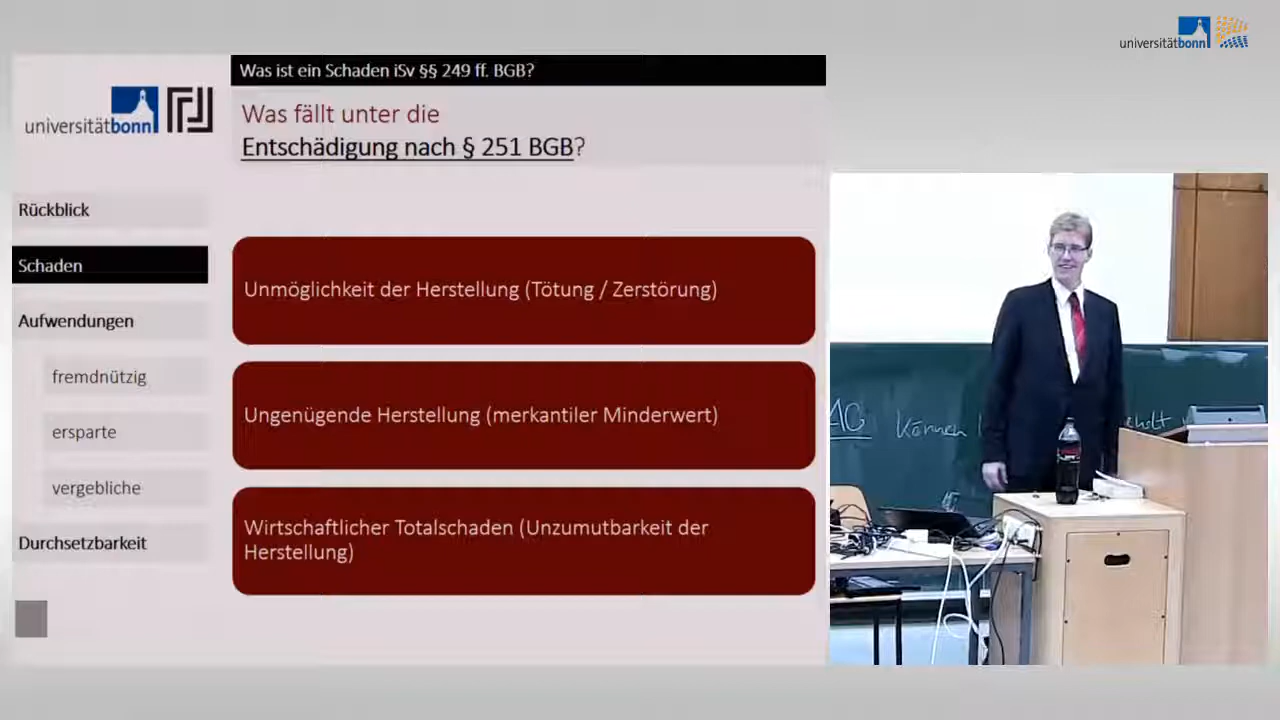 universitätbonn
Was ist ein Schaden iSv §§ 249 ff. BGB?
universitätbonn
Was fällt unter die
Entschädigung nach § 251 BGB?
Rückblick
Schaden
Aufwendungen
fremdnützig
ersparte
vergebliche
Durchsetzbarkeit
Unmöglichkeit der Herstellung (Tötung / Zerstörung)
Ungenügende Herstellung (merkantiler Minderwert)
Wirtschaftlicher Totalschaden (Unzumutbarkeit der
Herstellung)
AG Können